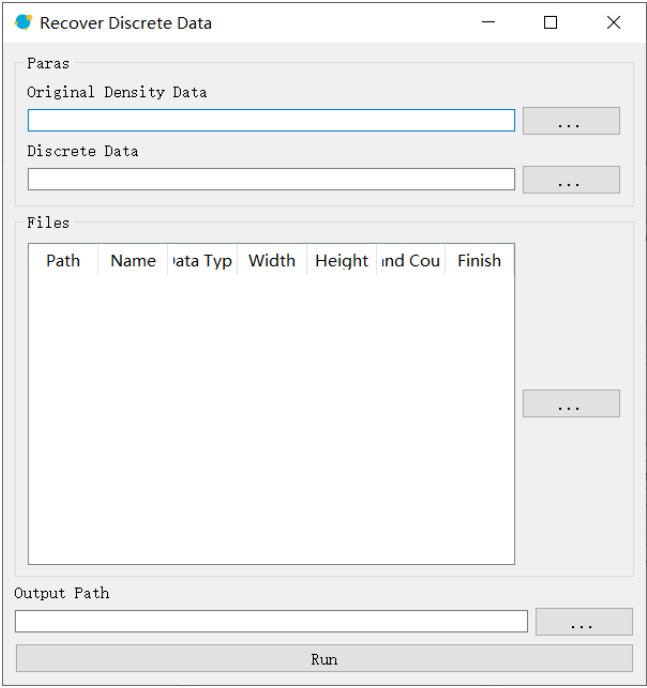 Recover Discrete Data
Paras
Original Density Data
...
Discrete Data
...
Files
Path Name ata Typ Width Height nd Cou Finish
...
Output Path
...
Run